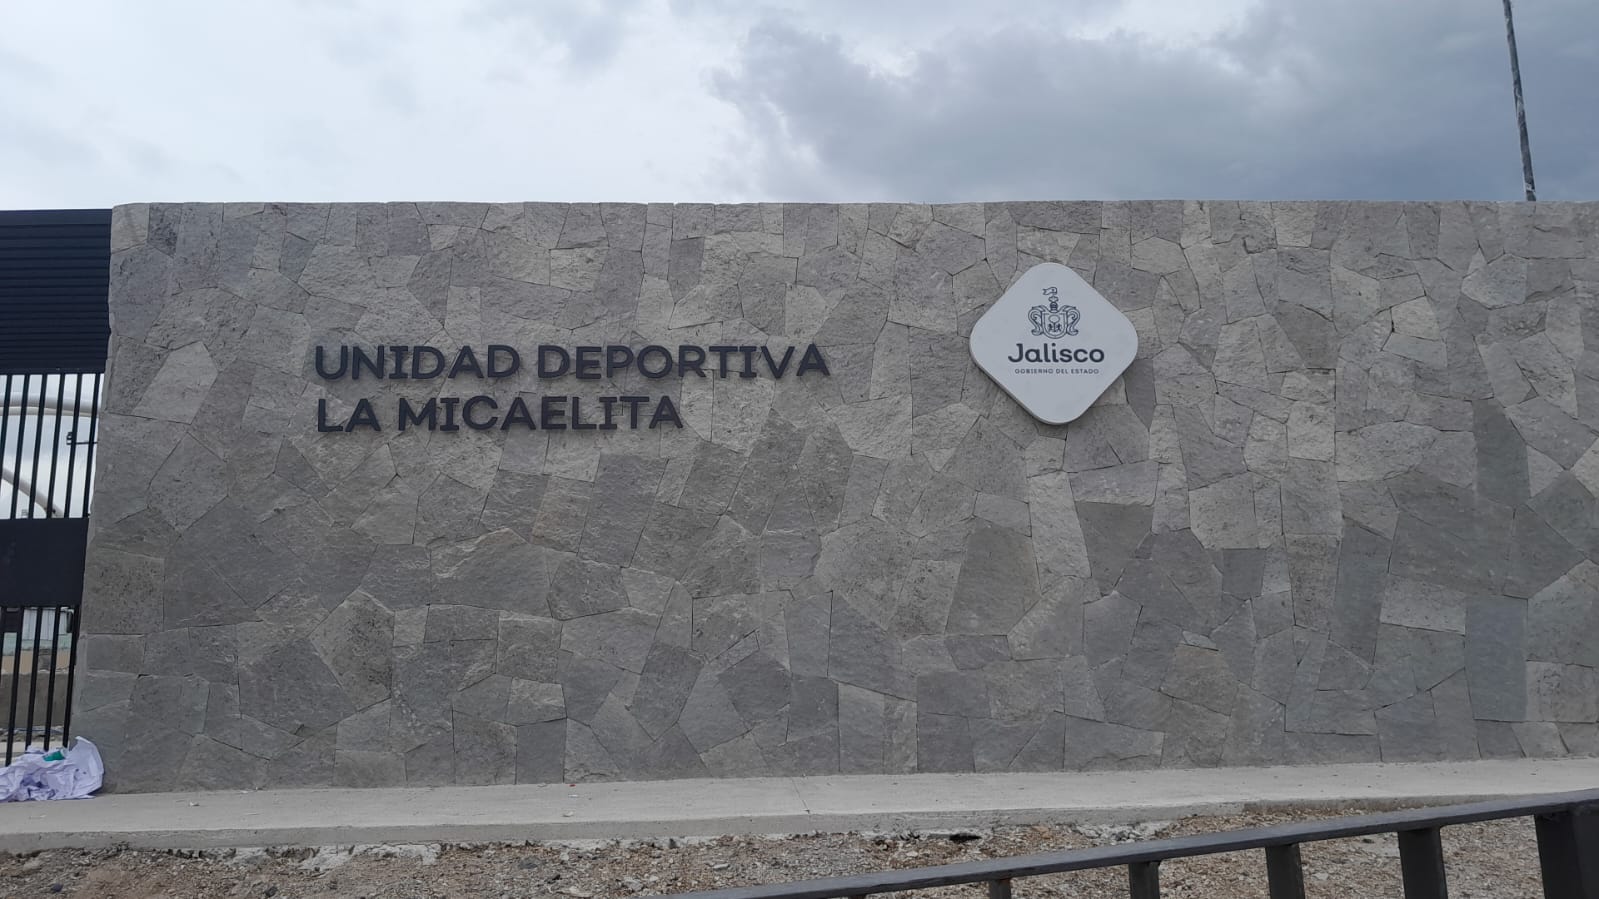 UNIDAD DEPORTIVA
LA MICAELITA
Jalisco
GOBIERNO DEL ESTADO